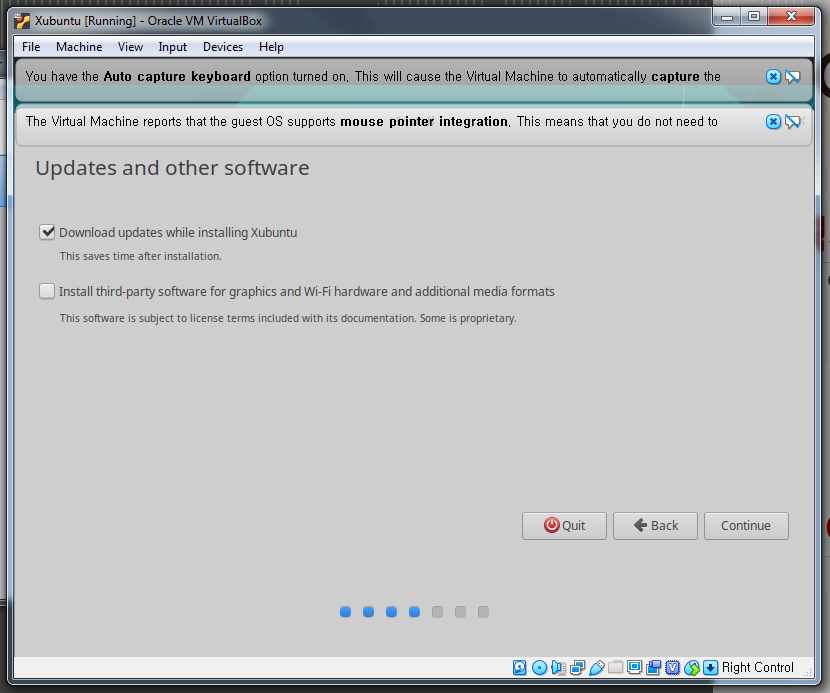 Xubuntu [Running] - Oracle VM VirtualBox
File Machine View Input Devices Help
You have the Auto capture keyboard option turned on. This will cause the Virtual Machine to automatically capture the
The Virtual Machine reports that the guest OS supports mouse pointer integration. This means that you do not need to
Updates and other software
Download updates while installing Xubuntu
This saves time after installation.
Install third-party software for graphics and Wi-Fi hardware and additional media formats
This software is subject to license terms included with its documentation. Some is proprietary.
Quit Back Continue
Right Control